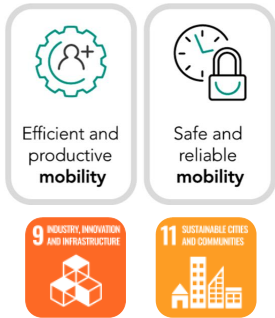 Efficient and
productive
mobility
Safe and
reliable
mobility
9 INDUSTRY, INNOVATION
AND INFRASTRUCTURE
11 SUSTAINABLE CITIES
AND COMMUNITIES